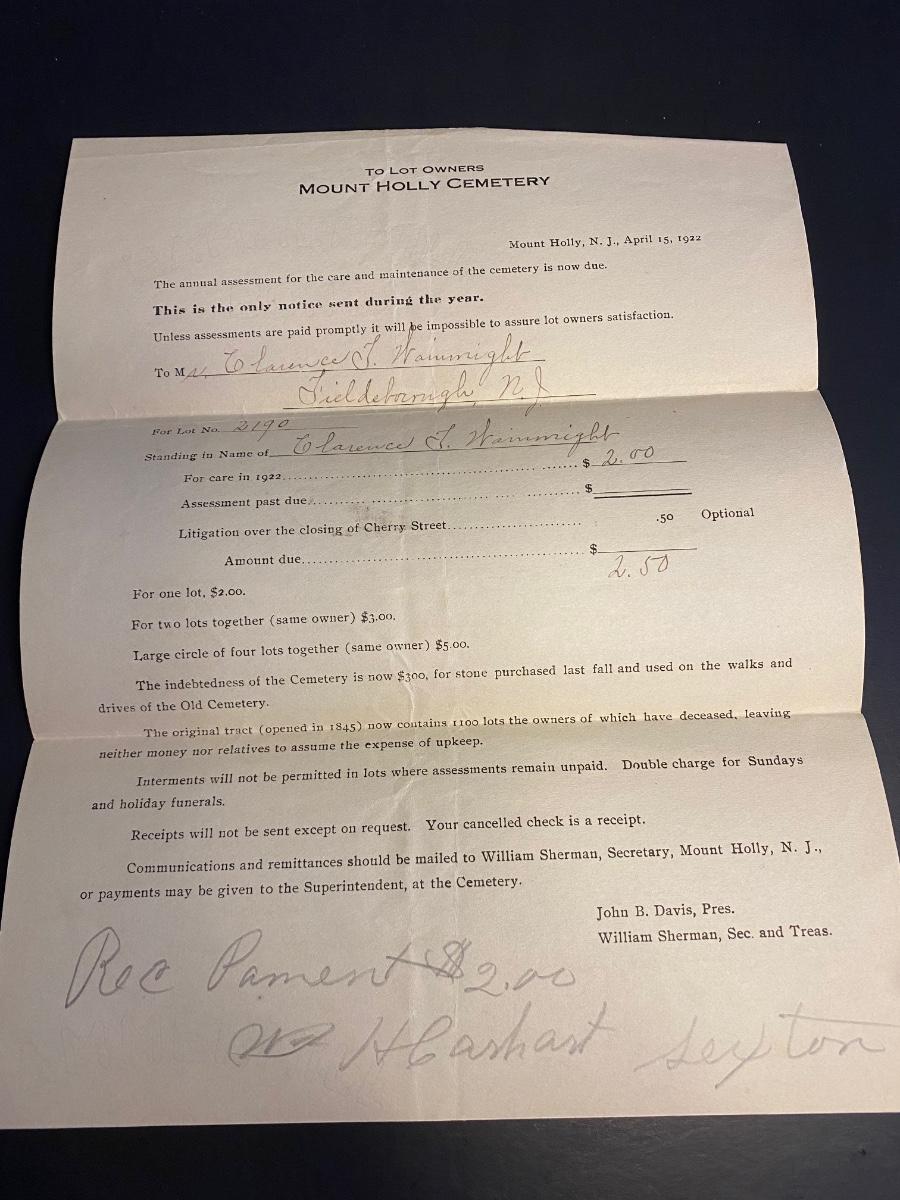 TO LOT OWNERS
MOUNT HOLLY CEMETERY
Mount Holly, N. J., April 15, 1922
The annual assessment for the care and maintenance of the cemetery is now due.
This is the only notice sent during the year.
Unless assessments are paid promptly it will be impossible to assure lot owners satisfaction.
To Mr. Clarence T. Wainwright
Fieldsborough, N. J.
For Lot No. 2190
Standing in Name of Clarence T. Wainwright
For care in 1922 $ 2.00
Assessment past due $
Litigation over the closing of Cherry Street .50 Optional
Amount due $ 2.50
For one lot, $2.00.
For two lots together (same owner) $3.00.
Large circle of four lots together (same owner) $5.00.
The indebtedness of the Cemetery is now $300, for stone purchased last fall and used on the walks and
drives of the Old Cemetery.
The original tract (opened in 1845) now contains 1100 lots the owners of which have deceased, leaving
neither money nor relatives to assume the expense of upkeep.
Interments will not be permitted in lots where assessments remain unpaid. Double charge for Sundays
and holiday funerals.
Receipts will not be sent except on request. Your cancelled check is a receipt.
Communications and remittances should be mailed to William Sherman, Secretary, Mount Holly, N. J.,
or payments may be given to the Superintendent, at the Cemetery.
John B. Davis, Pres.
William Sherman, Sec. and Treas.
Rec Pament $2.00
H Carhart Sexton